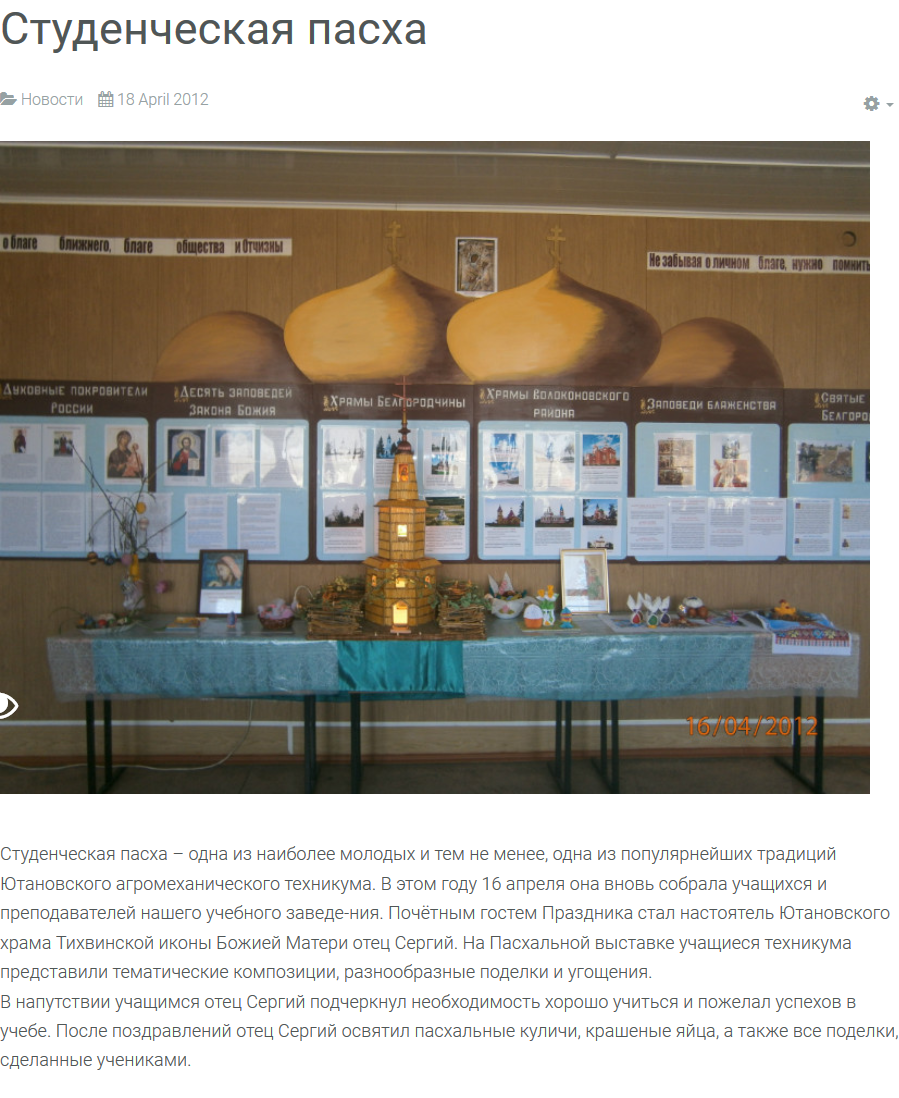 Студенческая пасха
Новости 18 April 2012
о благе ближнего, благе общества и Отчизны
Не забывая о личном благе, нужно помнить
Духовные покровители
России
Десять заповедей
Закона Божия
Храмы Белгородчины
Храмы Волоконовского
района
Заповеди блаженства
Святые
Белгоро
16/04/2012
Студенческая пасха – одна из наиболее молодых и тем не менее, одна из популярнейших традиций
Ютановского агромеханического техникума. В этом году 16 апреля она вновь собрала учащихся и
преподавателей нашего учебного заведе-ния. Почётным гостем Праздника стал настоятель Ютановского
храма Тихвинской иконы Божией Матери отец Сергий. На Пасхальной выставке учащиеся техникума
представили тематические композиции, разнообразные поделки и угощения.
В напутствии учащимся отец Сергий подчеркнул необходимость хорошо учиться и пожелал успехов в
учебе. После поздравлений отец Сергий освятил пасхальные куличи, крашеные яйца, а также все поделки,
сделанные учениками.